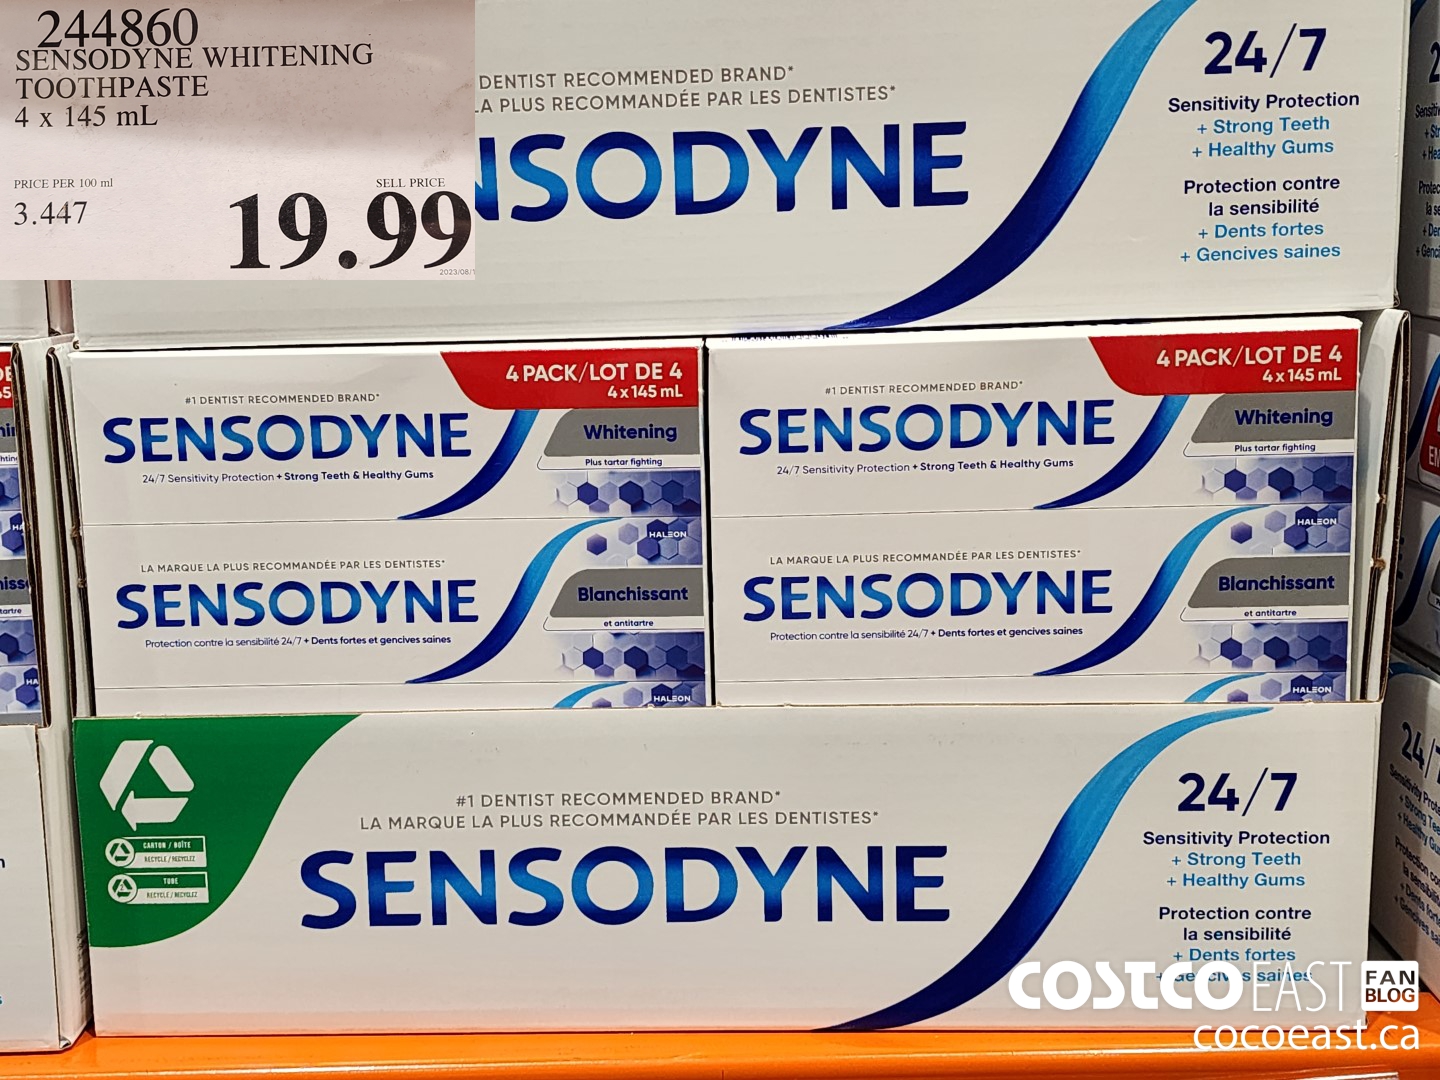 244860
SENSODYNE WHITENING
TOOTHPASTE
4 x 145 mL
PRICE PER 100 ml
3.447
SELL PRICE
19.99
DENTIST RECOMMENDED BRAND*
LA PLUS RECOMMANDÉE PAR LES DENTISTES*
NSODYNE
24/7
Sensitivity Protection
+ Strong Teeth
+ Healthy Gums
Protection contre
la sensibilité
+ Dents fortes
+ Gencives saines
4 PACK/LOT DE 4
4 x 145 mL
#1 DENTIST RECOMMENDED BRAND*
SENSODYNE
24/7 Sensitivity Protection + Strong Teeth & Healthy Gums
Whitening
Plus tartar fighting
HALEON
LA MARQUE LA PLUS RECOMMANDÉE PAR LES DENTISTES*
SENSODYNE
Protection contre la sensibilité 24/7 + Dents fortes et gencives saines
Blanchissant
et antitartre
HALEON
4 PACK/LOT DE 4
4 x 145 mL
#1 DENTIST RECOMMENDED BRAND*
SENSODYNE
24/7 Sensitivity Protection + Strong Teeth & Healthy Gums
Whitening
Plus tartar fighting
HALEON
LA MARQUE LA PLUS RECOMMANDÉE PAR LES DENTISTES*
SENSODYNE
Protection contre la sensibilité 24/7 + Dents fortes et gencives saines
Blanchissant
et antitartre
HALEON
CARTON / BOÎTE
RECYCLE / RECYCLEZ
TUBE
RECYCLE / RECYCLEZ
#1 DENTIST RECOMMENDED BRAND*
LA MARQUE LA PLUS RECOMMANDÉE PAR LES DENTISTES*
SENSODYNE
24/7
Sensitivity Protection
+ Strong Teeth
+ Healthy Gums
Protection contre
la sensibilité
+ Dents fortes
+ Gencives saines
COSTCO EAST FAN BLOG
cocoeast.ca